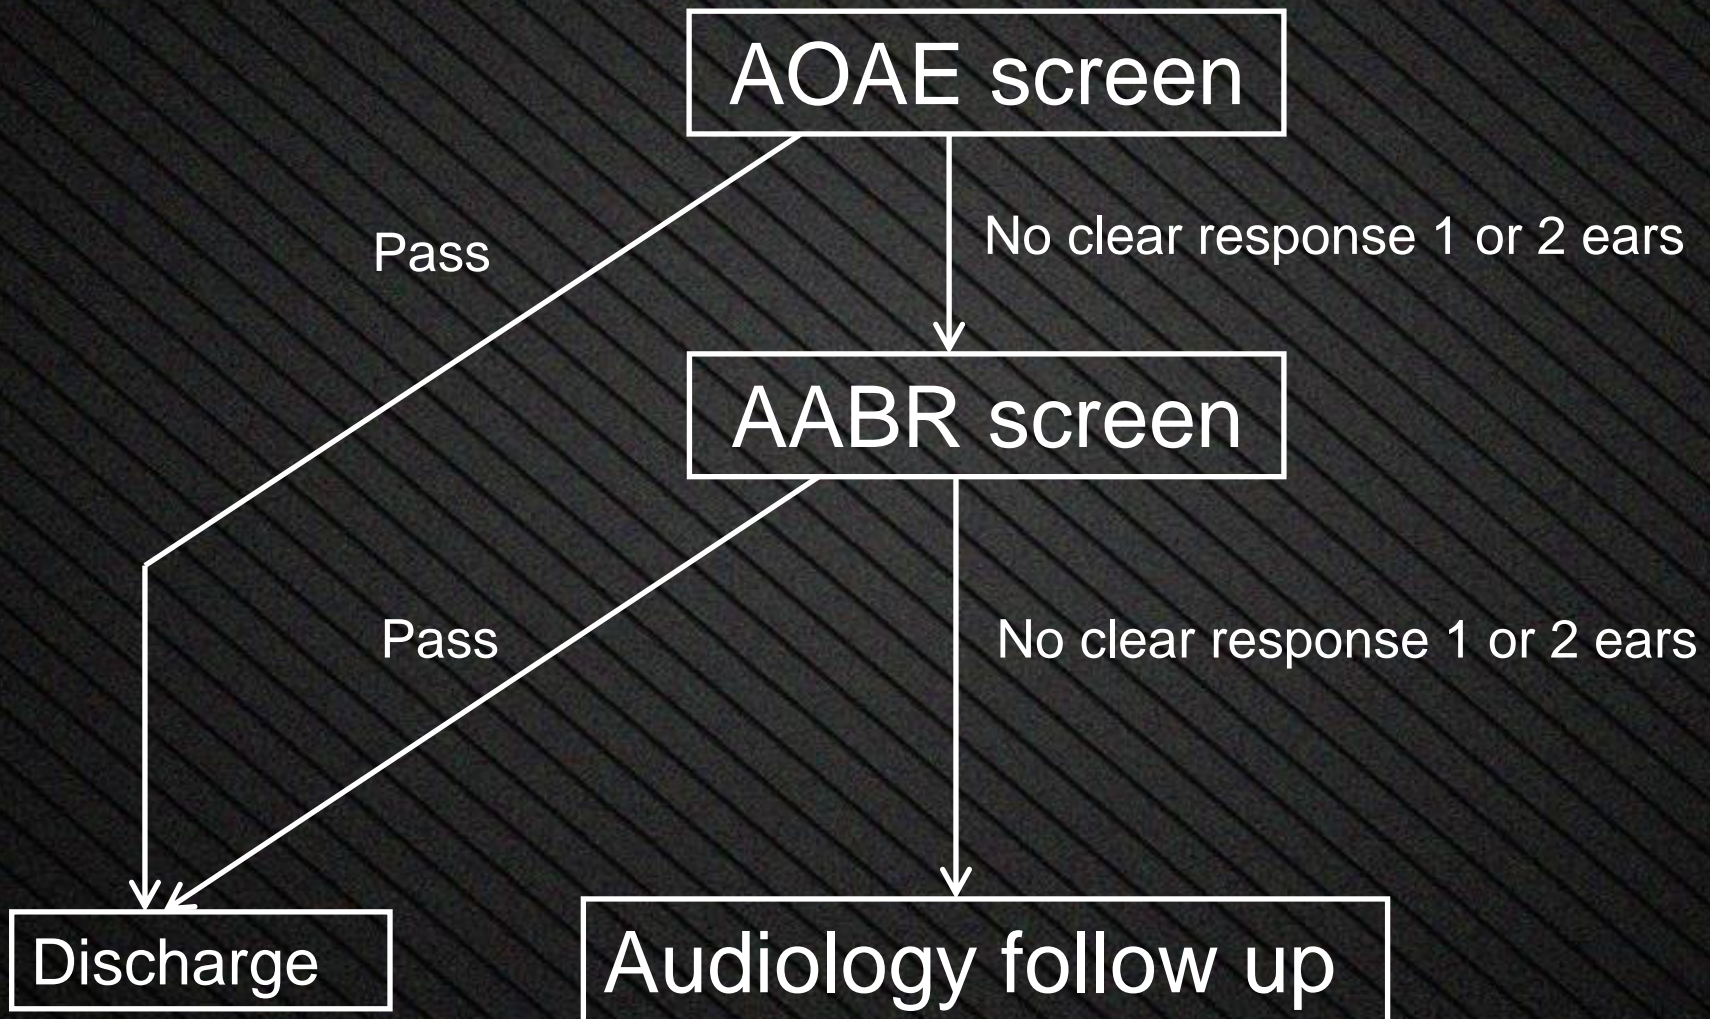 AOAE screen
Pass
No clear response 1 or 2 ears
AABR screen
Pass
No clear response 1 or 2 ears
Discharge
Audiology follow up